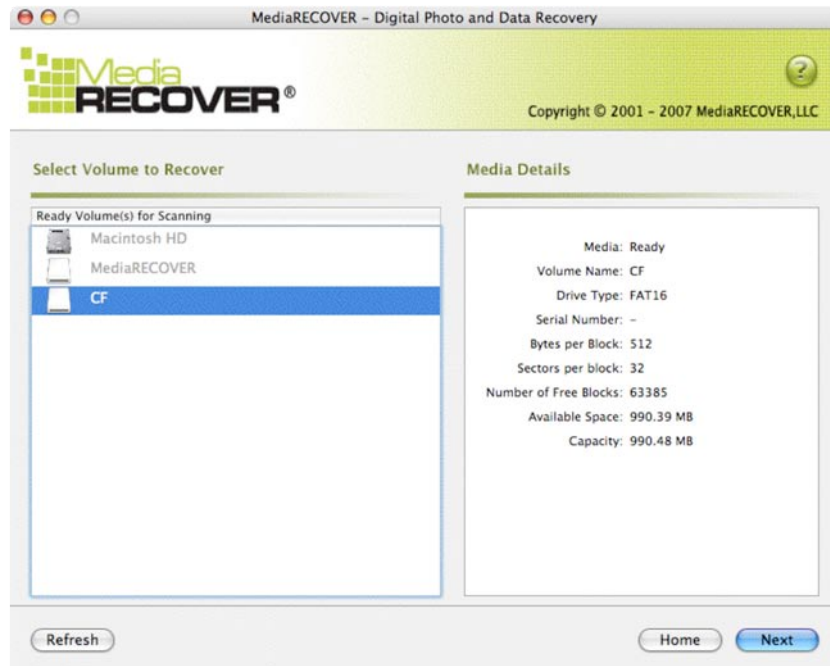 MediaRECOVER – Digital Photo and Data Recovery
Media
RECOVER®
?
Copyright © 2001 – 2007 MediaRECOVER,LLC
Select Volume to Recover
Ready Volume(s) for Scanning
Macintosh HD
MediaRECOVER
CF
Media Details
Media: Ready
Volume Name: CF
Drive Type: FAT16
Serial Number: –
Bytes per Block: 512
Sectors per block: 32
Number of Free Blocks: 63385
Available Space: 990.39 MB
Capacity: 990.48 MB
Refresh
Home
Next